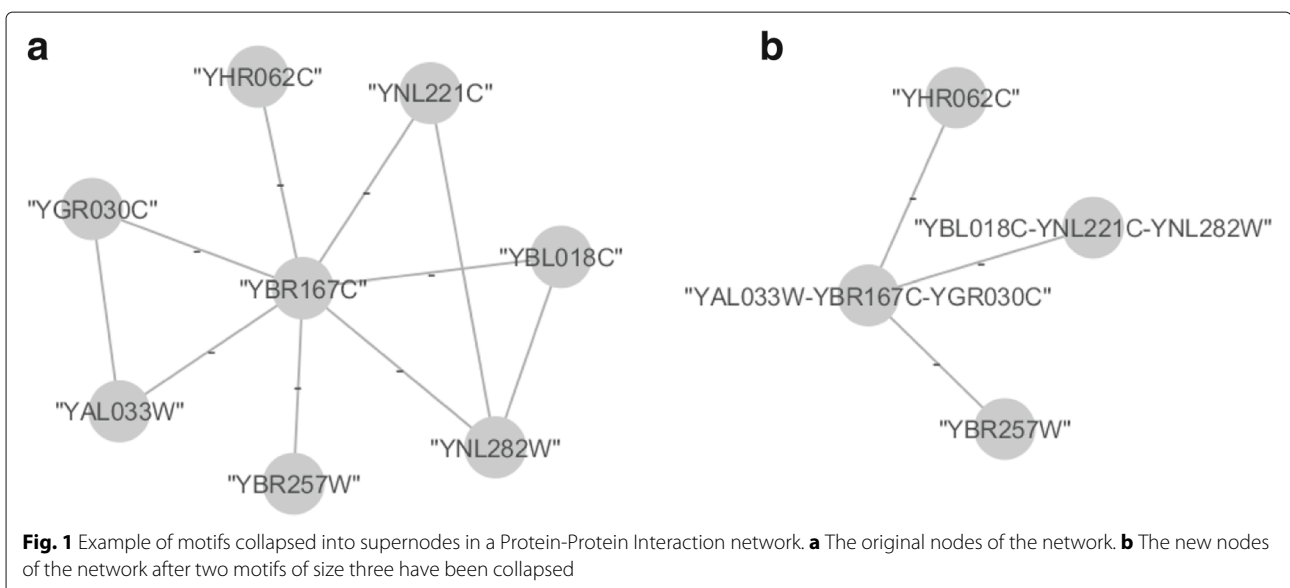 a
b
"YHR062C"
"YNL221C"
"YGR030C"
"YBL018C"
"YBR167C"
"YAL033W"
"YNL282W"
"YBR257W"
"YHR062C"
"YBL018C-YNL221C-YNL282W"
"YAL033W-YBR167C-YGR030C"
"YBR257W"
Fig. 1 Example of motifs collapsed into supernodes in a Protein-Protein Interaction network. a The original nodes of the network. b The new nodes
of the network after two motifs of size three have been collapsed